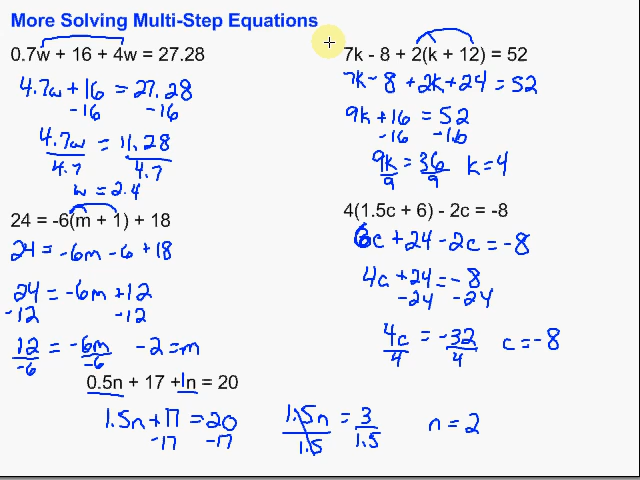 More Solving Multi-Step Equations
0.7w + 16 + 4w = 27.28
4.7w + 16 = 27.28
-16 -16
4.7w = 11.28
4.7 4.7
w = 2.4
7k - 8 + 2(k + 12) = 52
7k - 8 + 2k + 24 = 52
9k + 16 = 52
-16 -16
9k = 36 k = 4
9 9
24 = -6(m + 1) + 18
24 = -6m - 6 + 18
24 = -6m + 12
-12 -12
12 = -6m -2 = m
-6 -6
4(1.5c + 6) - 2c = -8
6c + 24 - 2c = -8
4c + 24 = -8
-24 -24
4c = -32 c = -8
4 4
0.5n + 17 + 1n = 20
1.5n + 17 = 20
-17 -17
1.5n = 3 n = 2
1.5 1.5